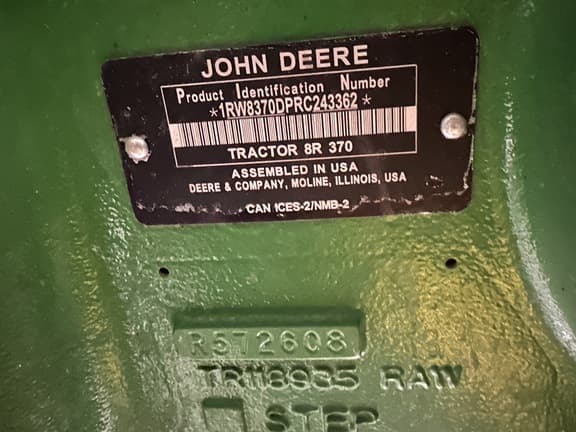 JOHN DEERE
Product Identification Number
*1RW8370DPRC243362*
TRACTOR 8R 370
ASSEMBLED IN USA
DEERE & COMPANY, MOLINE, ILLINOIS, USA
CAN ICES-2/NMB-2
R572608
TR118935 RAW
STEP